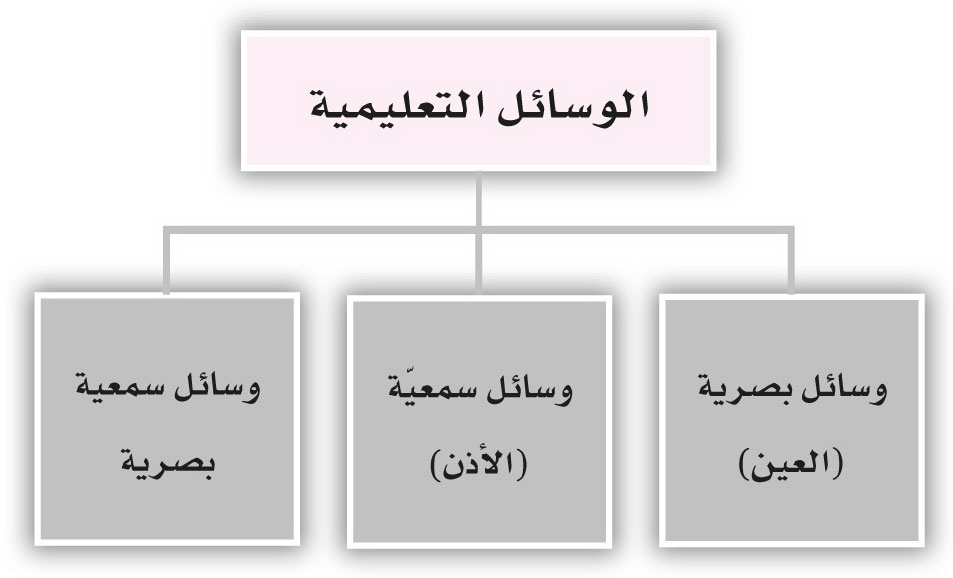 الوسائل التعليمية
وسائل بصرية
(العين)
وسائل سمعيّة
(الأذن)
وسائل سمعية
بصرية